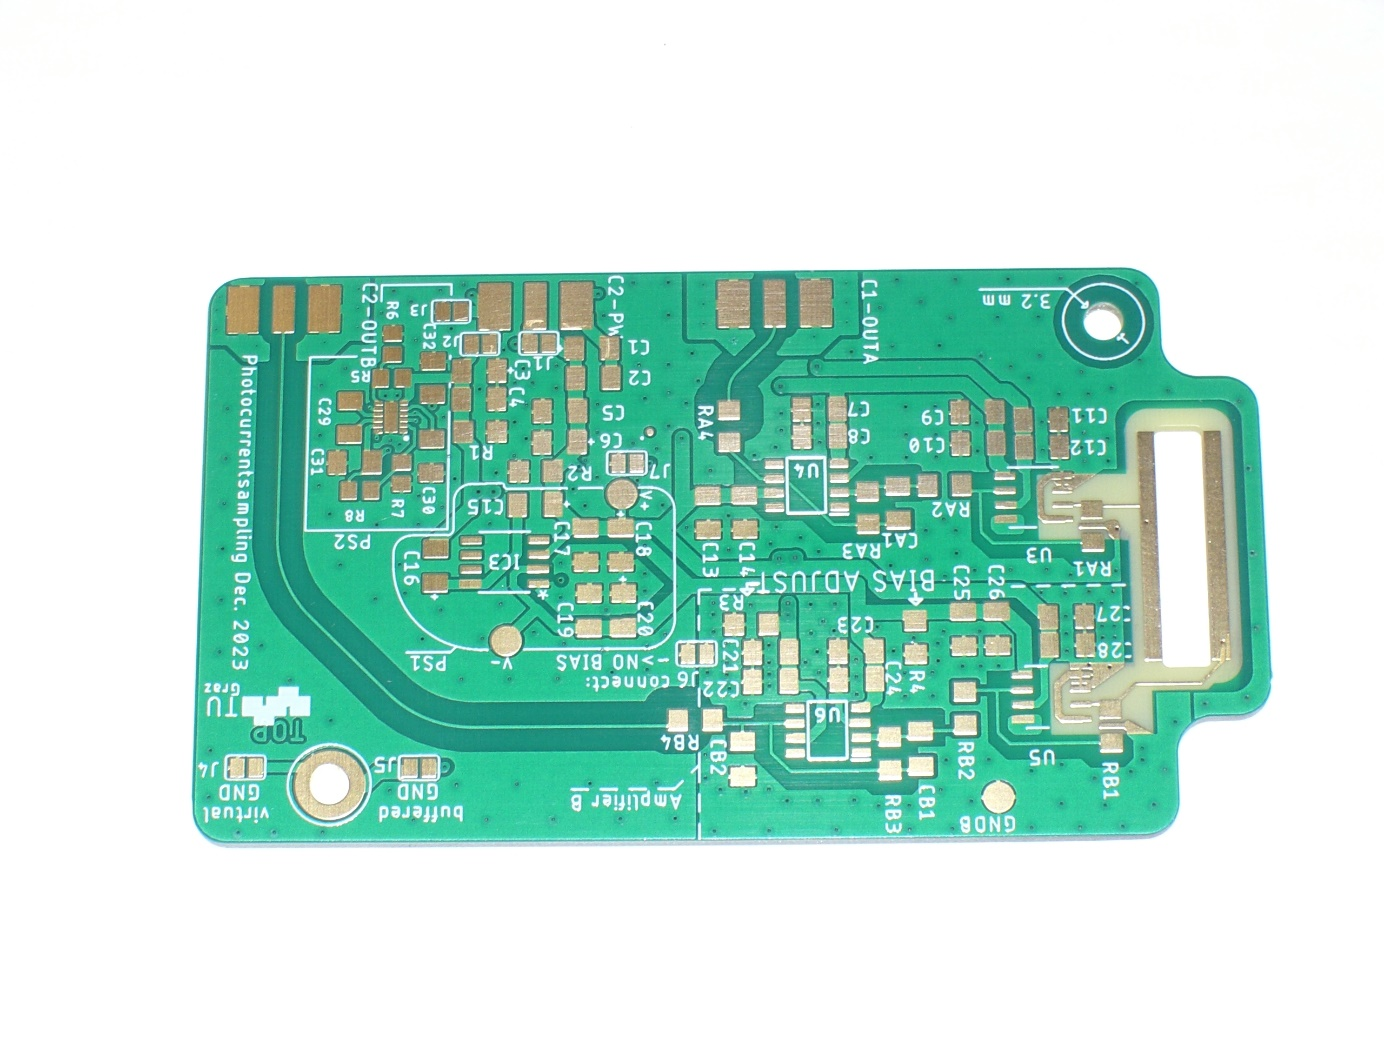 C2-OUTB
R6
J3
C32
J2
C2-PW
J1
C1
C2
C3
C4
C1-OUTA
3.2 mm
Photocurrentsampling Dec. 2023
R5
C29
C31
R8
R7
C30
PS2
R1
C5
C6
R2
J7
V+
C15
C16
IC3
*
C17
C18
C19
C20
PS1
V-
RA4
C7
C8
U4
C9
C10
C11
C12
RA2
CA1
RA3
U3
RA1
C13
C14
BIAS ADJUST
C25
C26
C27
C28
R3
C21
C22
C23
C24
R4
->NO BIAS
J6 connect:
U6
RB4
CB2
RB2
U5
RB1
RB3
CB1
GNDB
Amplifier B
TU
Graz
TOP
J4
GND
virtual
J5
GND
buffered